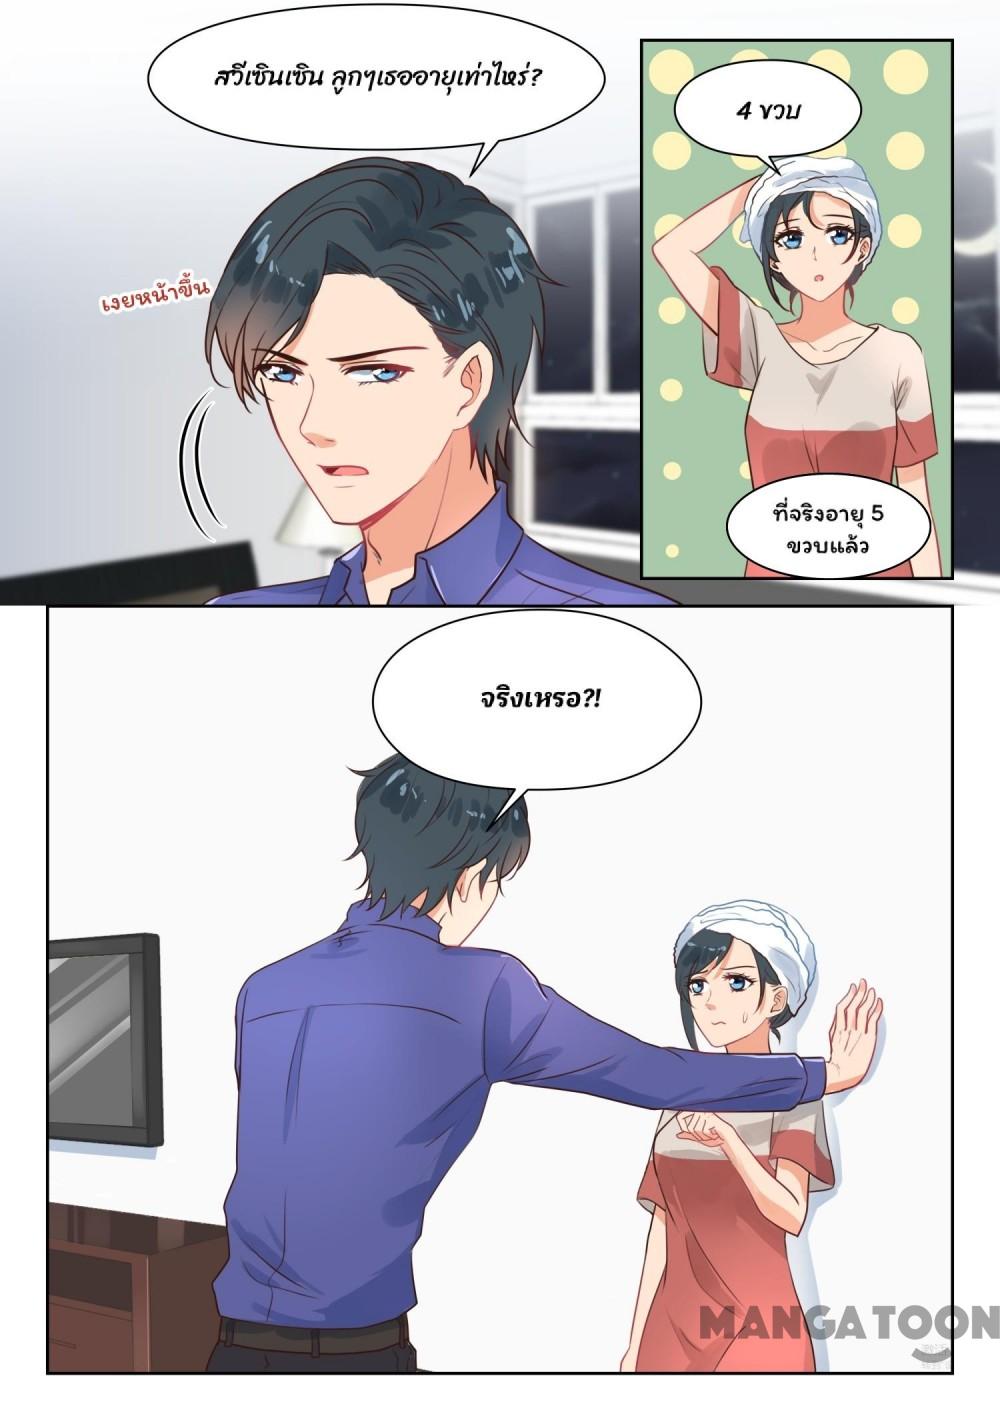 สวีเซินเซิน ลูกๆเธออายุเท่าไหร่?
4 ขวบ
เงยหน้าขึ้น
ที่จริงอายุ 5
ขวบแล้ว
จริงเหรอ?!
MANGATOON